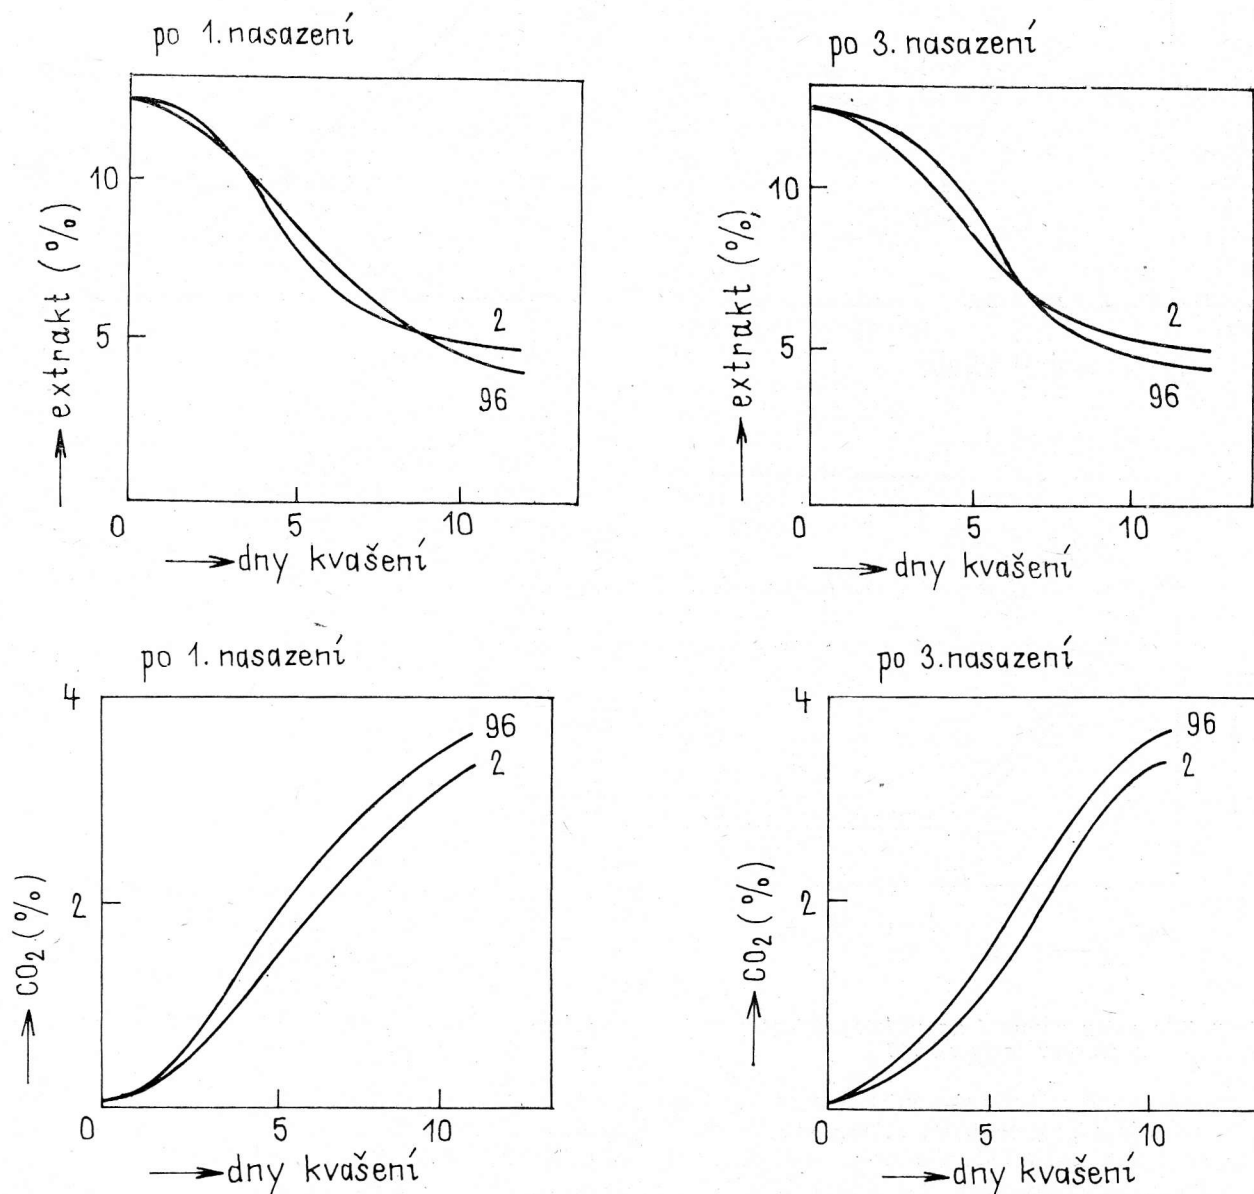 po 1. nasazení
10
5
2
96
0
5
10
→ extrakt (%)
→ dny kvašení
po 3. nasazení
10
5
2
96
0
5
10
→ extrakt (%)
→ dny kvašení
po 1. nasazení
4
2
96
2
0
5
10
→ CO₂ (%)
→ dny kvašení
po 3. nasazení
4
2
96
2
0
5
10
→ CO₂ (%)
→ dny kvašení